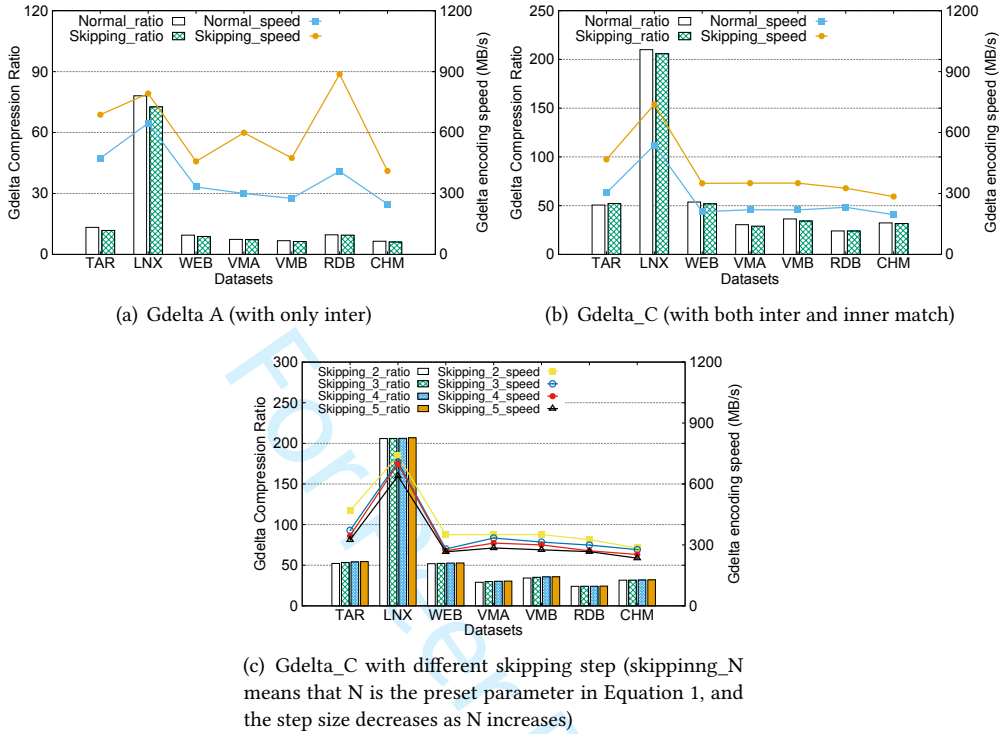 120
90
60
30
0
Gdelta Compression Ratio
Normal_ratio
Skipping_ratio
Normal_speed
Skipping_speed
1200
900
600
300
0
Gdelta encoding speed (MB/s)
TAR LNX WEB VMA VMB RDB CHM
Datasets
(a) Gdelta A (with only inter)
250
200
150
100
50
0
Gdelta Compression Ratio
Normal_ratio
Skipping_ratio
Normal_speed
Skipping_speed
1200
900
600
300
0
Gdelta encoding speed (MB/s)
TAR LNX WEB VMA VMB RDB CHM
Datasets
(b) Gdelta_C (with both inter and inner match)
300
250
200
150
100
50
0
Gdelta Compression Ratio
Skipping_2_ratio
Skipping_3_ratio
Skipping_4_ratio
Skipping_5_ratio
Skipping_2_speed
Skipping_3_speed
Skipping_4_speed
Skipping_5_speed
1200
900
600
300
0
Gdelta encoding speed (MB/s)
TAR LNX WEB VMA VMB RDB CHM
Datasets
(c) Gdelta_C with different skipping step (skippinng_N
means that N is the preset parameter in Equation 1, and
the step size decreases as N increases)